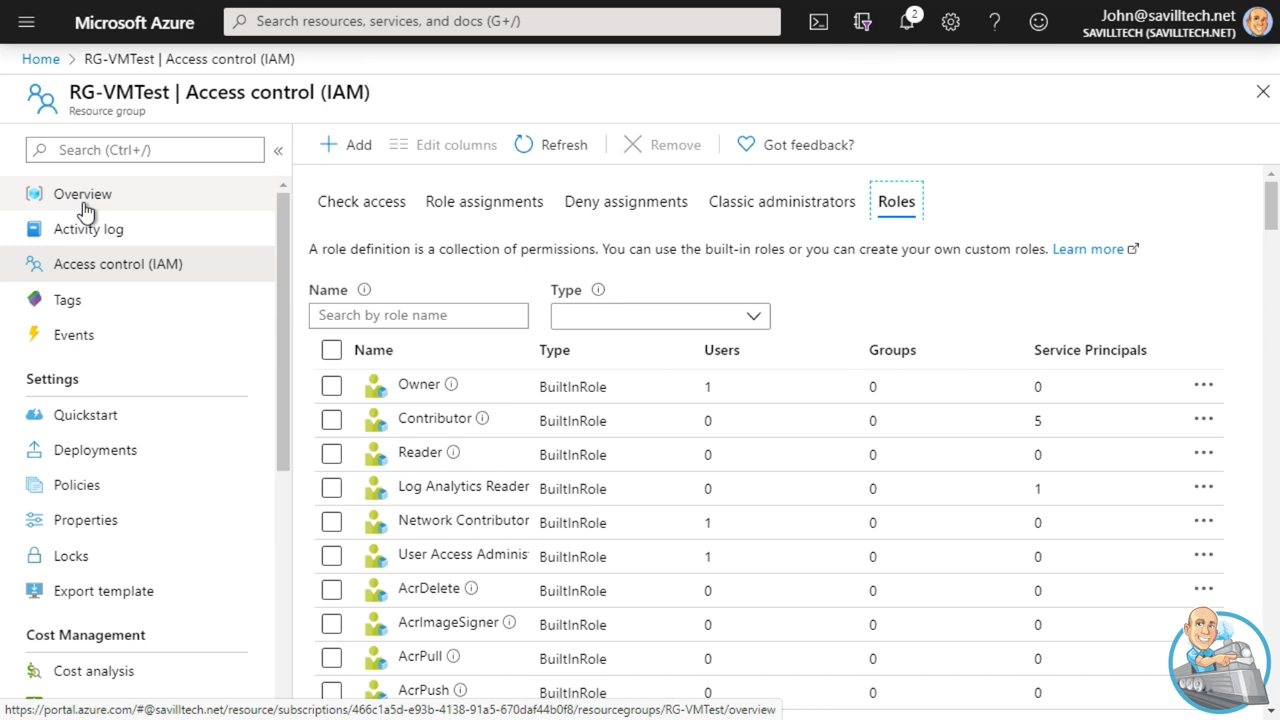 Microsoft Azure
Search resources, services, and docs (G+/)
2
John@savilltech.net
SAVILLTECH (SAVILLTECH.NET)
Home > RG-VMTest | Access control (IAM)
RG-VMTest | Access control (IAM)
Resource group
Search (Ctrl+/)
«
Overview
Activity log
Access control (IAM)
Tags
Events
Settings
Quickstart
Deployments
Policies
Properties
Locks
Export template
Cost Management
Cost analysis
Add
Edit columns
Refresh
Remove
Got feedback?
Check access
Role assignments
Deny assignments
Classic administrators
Roles
A role definition is a collection of permissions. You can use the built-in roles or you can create your own custom roles. Learn more
Name
Type
Search by role name
Name Type Users Groups Service Principals
Owner BuiltInRole 1 0 0 ...
Contributor BuiltInRole 0 0 5 ...
Reader BuiltInRole 0 0 0 ...
Log Analytics Reader BuiltInRole 0 0 1 ...
Network Contributor BuiltInRole 1 0 0 ...
User Access Adminis BuiltInRole 1 0 0 ...
AcrDelete BuiltInRole 0 0 0 ...
AcrImageSigner BuiltInRole 0 0 0
AcrPull BuiltInRole 0 0 0
AcrPush BuiltInRole 0 0 0
https://portal.azure.com/#@savilltech.net/resource/subscriptions/466c1a5d-e93b-4138-91a5-670daf44b0f8/resourcegroups/RG-VMTest/overview